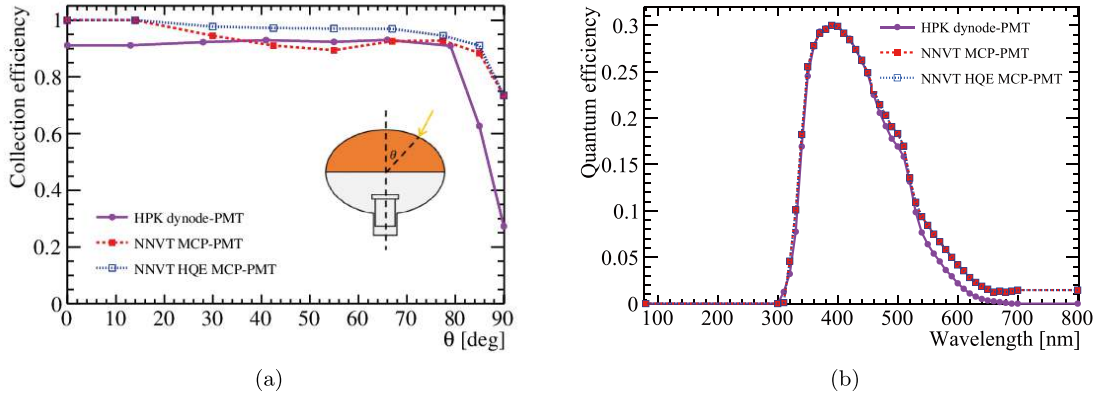 Collection efficiency
1
0.8
0.6
0.4
0.2
0
0 10 20 30 40 50 60 70 80 90
θ [deg]
θ
HPK dynode-PMT
NNVT MCP-PMT
NNVT HQE MCP-PMT
(a)
Quantum efficiency
0.3
0.25
0.2
0.15
0.1
0.05
0
100 200 300 400 500 600 700 800
Wavelength [nm]
HPK dynode-PMT
NNVT MCP-PMT
NNVT HQE MCP-PMT
(b)